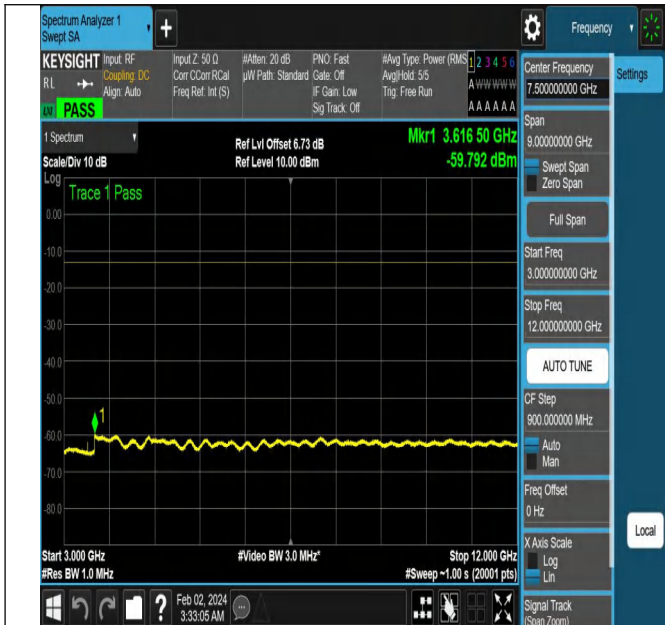 Spectrum Analyzer 1
Swept SA
+
Frequency
KEYSIGHT
Input: RF
Coupling: DC
Align: Auto
Input Z: 50 Ω
Corr CCorr RCal
Freq Ref: Int (S)
#Atten: 20 dB
µW Path: Standard
PNO: Fast
Gate: Off
IF Gain: Low
Sig Track: Off
#Avg Type: Power (RMS
Avg|Hold: 5/5
Trig: Free Run
1 2 3 4 5 6
A W W W W W
A A A A A A
RL
PASS
1 Spectrum
Scale/Div 10 dB
Log
Ref Lvl Offset 6.73 dB
Ref Level 10.00 dBm
Mkr1 3.616 50 GHz
-59.792 dBm
Trace 1 Pass
0.00
-10.0
-20.0
-30.0
-40.0
-50.0
-60.0
-70.0
-80.0
1
Start 3.000 GHz
#Res BW 1.0 MHz
#Video BW 3.0 MHz*
Stop 12.000 GHz
#Sweep ~1.00 s (20001 pts)
Feb 02, 2024
3:33:05 AM
Center Frequency
7.500000000 GHz
Settings
Span
9.00000000 GHz
Swept Span
Zero Span
Full Span
Start Freq
3.000000000 GHz
Stop Freq
12.000000000 GHz
AUTO TUNE
CF Step
900.000000 MHz
Auto
Man
Freq Offset
0 Hz
Local
X Axis Scale
Log
Lin
Signal Track
(Span Zoom)